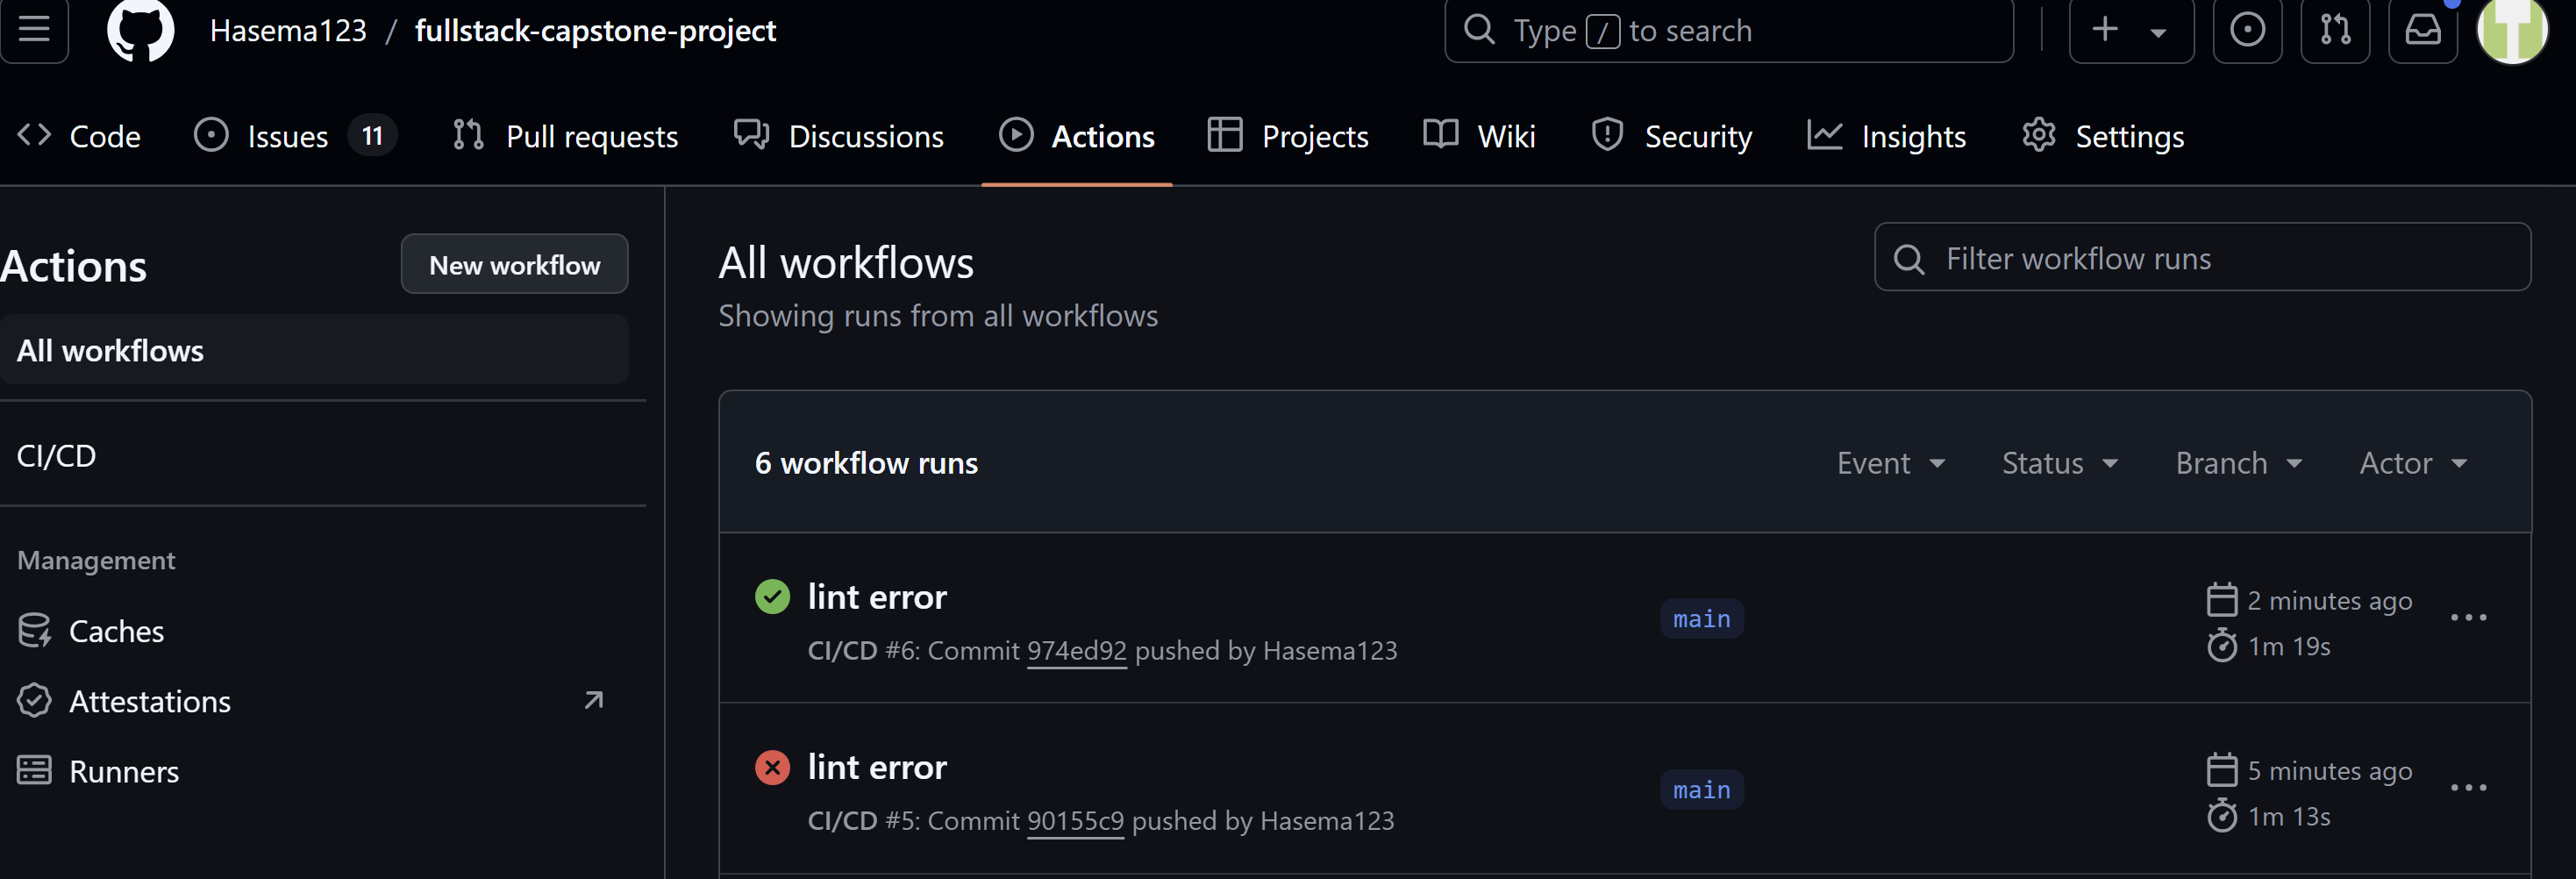 Hasema123 / fullstack-capstone-project
Type / to search
Code
Issues 11
Pull requests
Discussions
Actions
Projects
Wiki
Security
Insights
Settings
Actions
New workflow
All workflows
CI/CD
Management
Caches
Attestations
Runners
All workflows
Filter workflow runs
Showing runs from all workflows
6 workflow runs
Event
Status
Branch
Actor
lint error
CI/CD #6: Commit 974ed92 pushed by Hasema123
main
2 minutes ago
1m 19s
lint error
CI/CD #5: Commit 90155c9 pushed by Hasema123
main
5 minutes ago
1m 13s